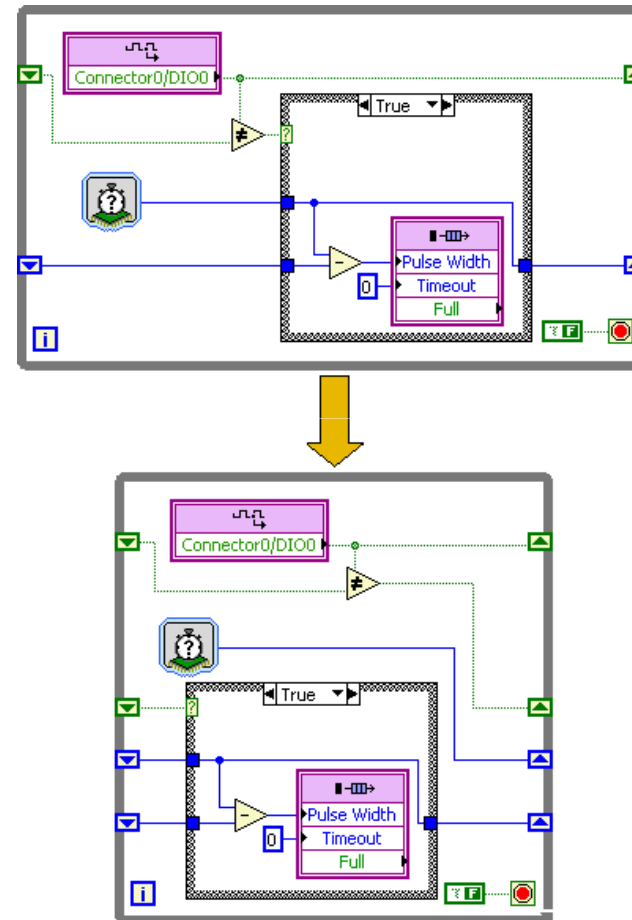 Connector0/DIO0
True
≠
?
?
-
Pulse Width
0
Timeout
Full
i
F
Connector0/DIO0
≠
?
True
?
-
Pulse Width
0
Timeout
Full
i
F